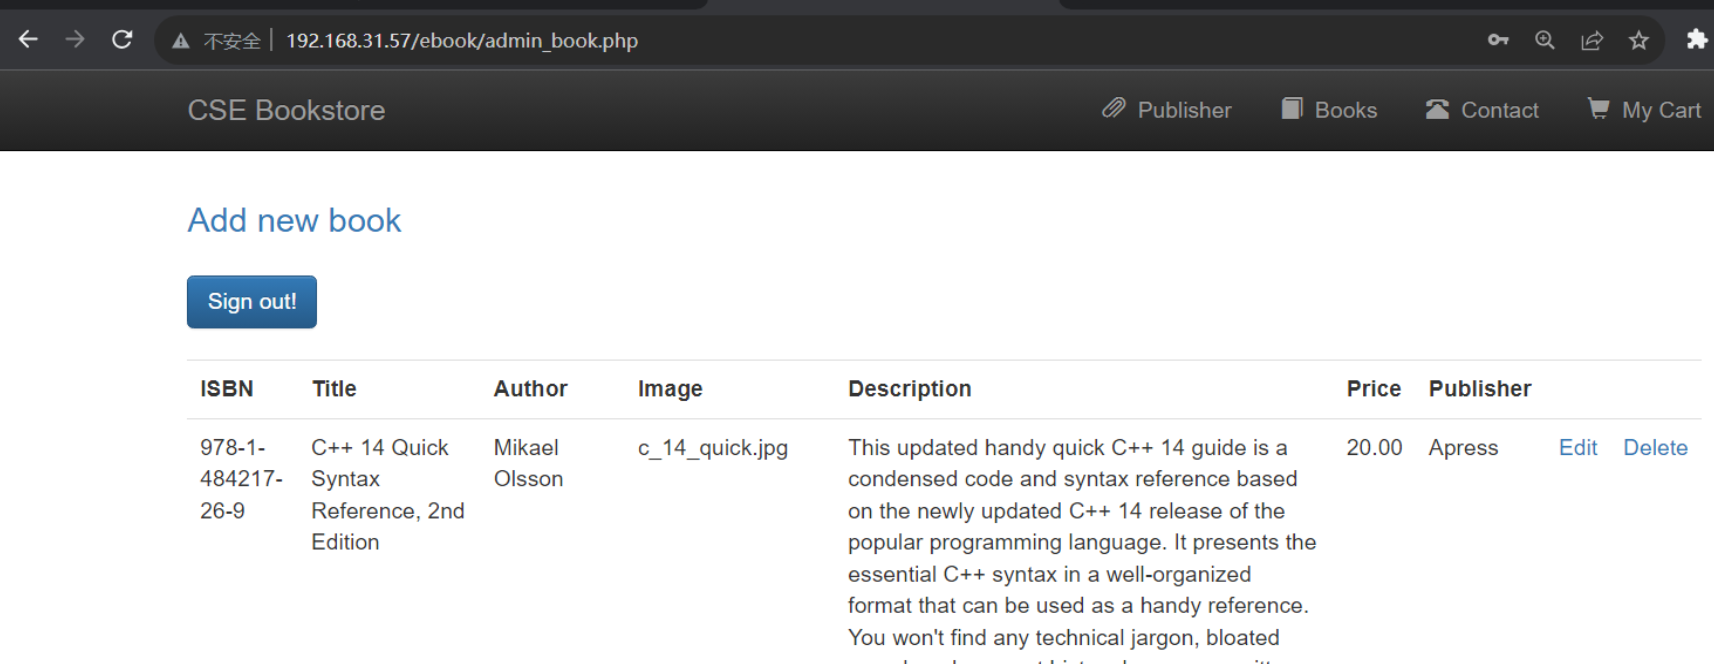 不安全 192.168.31.57/ebook/admin_book.php
CSE Bookstore Publisher Books Contact My Cart
Add new book
Sign out!
ISBN Title Author Image Description Price Publisher
978-1- C++ 14 Quick Mikael c_14_quick.jpg This updated handy quick C++ 14 guide is a 20.00 Apress Edit Delete
484217- Syntax Olsson condensed code and syntax reference based
26-9 Reference, 2nd on the newly updated C++ 14 release of the
Edition popular programming language. It presents the
essential C++ syntax in a well-organized
format that can be used as a handy reference.
You won't find any technical jargon, bloated